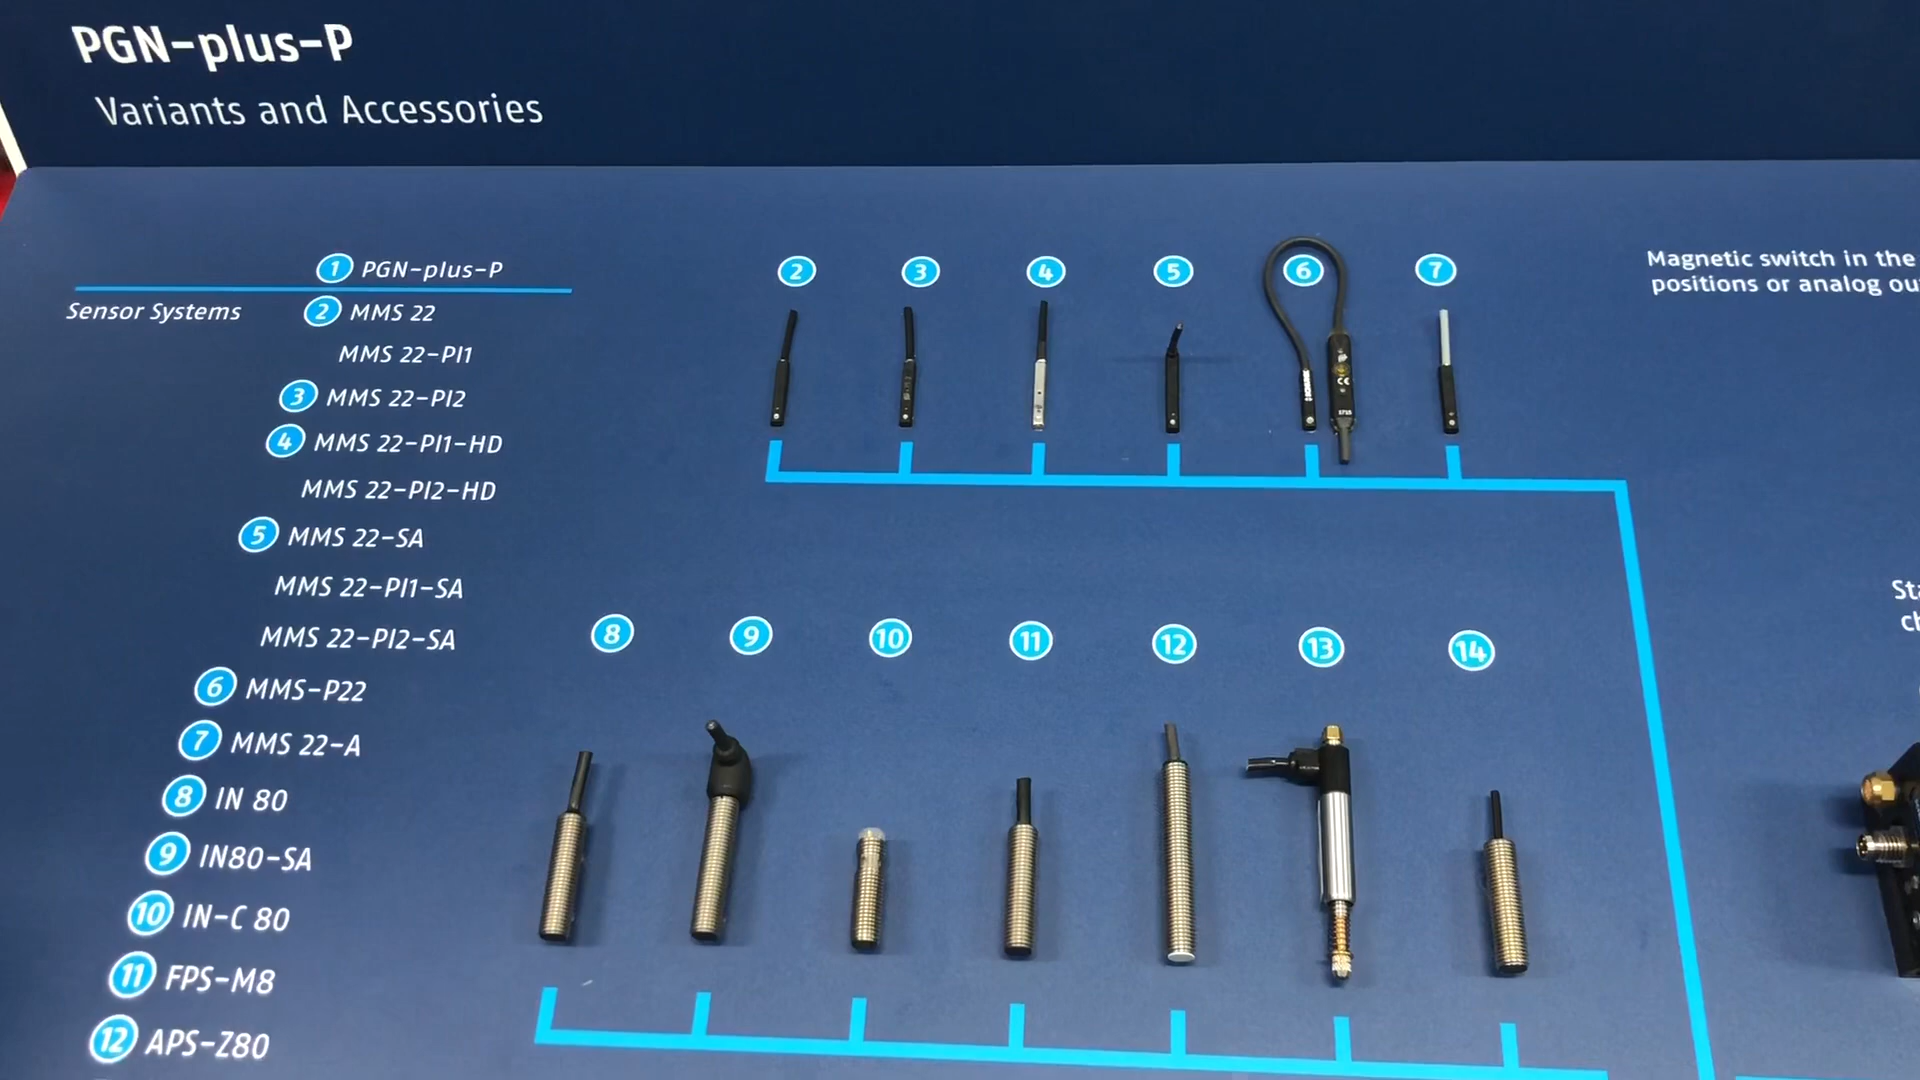 PGN-plus-P
Variants and Accessories
1 PGN-plus-P
Sensor Systems 2 MMS 22
MMS 22-PI1
3 MMS 22-PI2
4 MMS 22-PI1-HD
MMS 22-PI2-HD
5 MMS 22-SA
MMS 22-PI1-SA
MMS 22-PI2-SA
6 MMS-P22
7 MMS 22-A
8 IN 80
9 IN80-SA
10 IN-C 80
11 FPS-M8
12 APS-Z80
2 3 4 5 6 7
Magnetic switch in the
positions or analog
8 9 10 11 12 13 14
CE